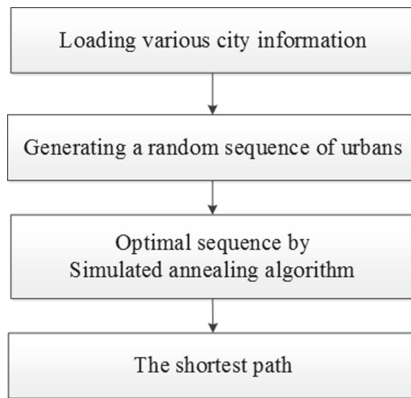 Loading various city information
Generating a random sequence of urbans
Optimal sequence by
Simulated annealing algorithm
The shortest path